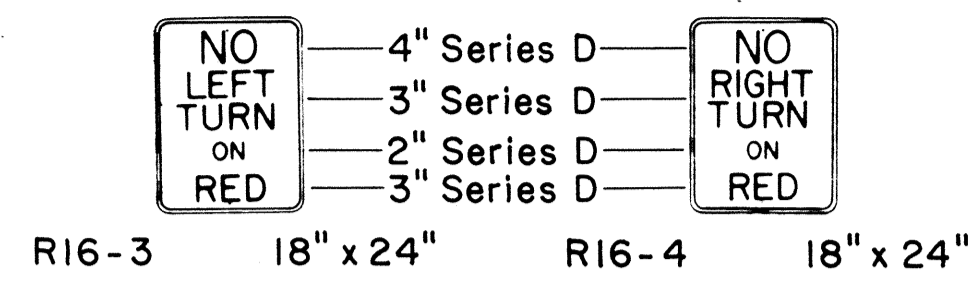 NO
LEFT
TURN
ON
RED
4" Series D
3" Series D
2" Series D
3" Series D
NO
RIGHT
TURN
ON
RED
R16-3 18" x 24" R16-4 18" x 24"